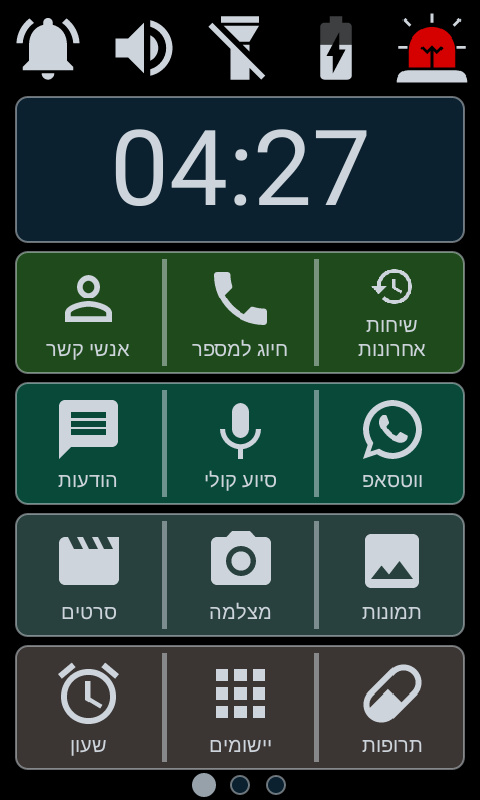 04:27
שיחות
אחרונות
חיוג למספר
אנשי קשר
ווטסאפ
סיוע קולי
הודעות
תמונות
מצלמה
סרטים
תרופות
יישומים
שעון